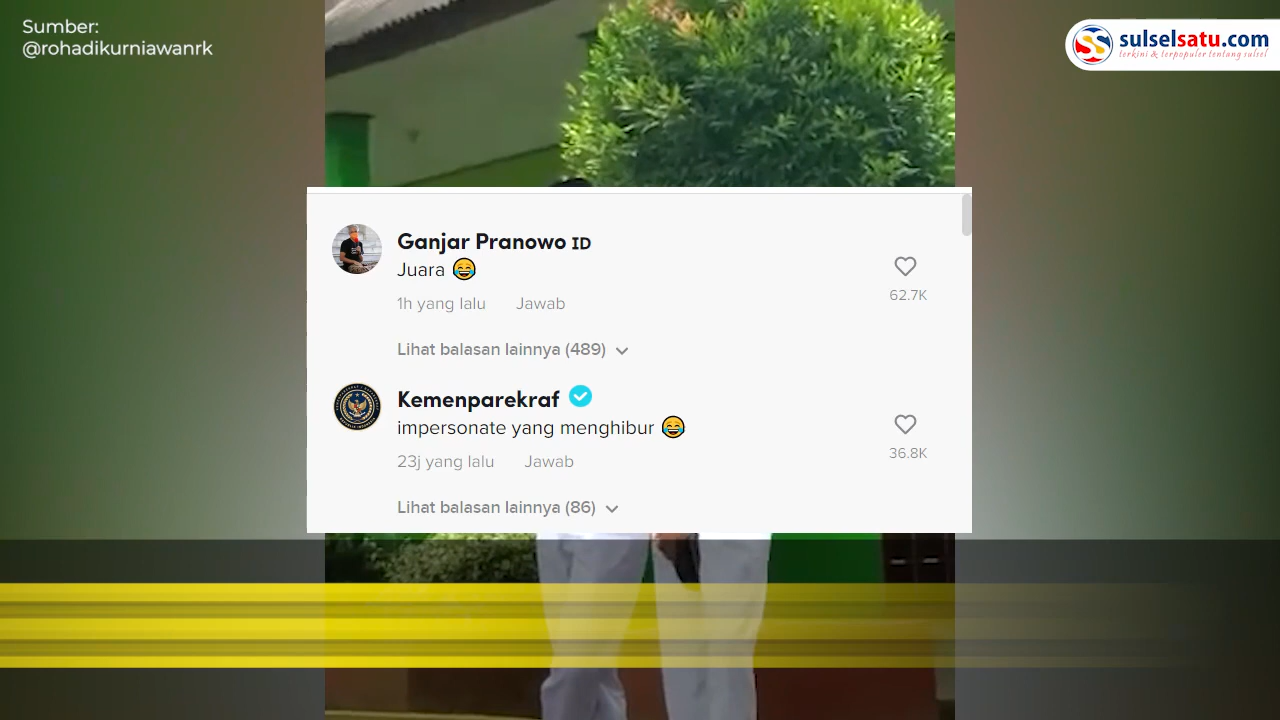 Sumber:
@rohadikurniawanrk
sulselsatu.com
terkini & terpopuler tentang sulsel
Ganjar Pranowo ID
Juara 😂
62.7K
1h yang lalu Jawab
Lihat balasan lainnya (489)
Kemenparekraf
impersonate yang menghibur 😂
36.8K
23j yang lalu Jawab
Lihat balasan lainnya (86)